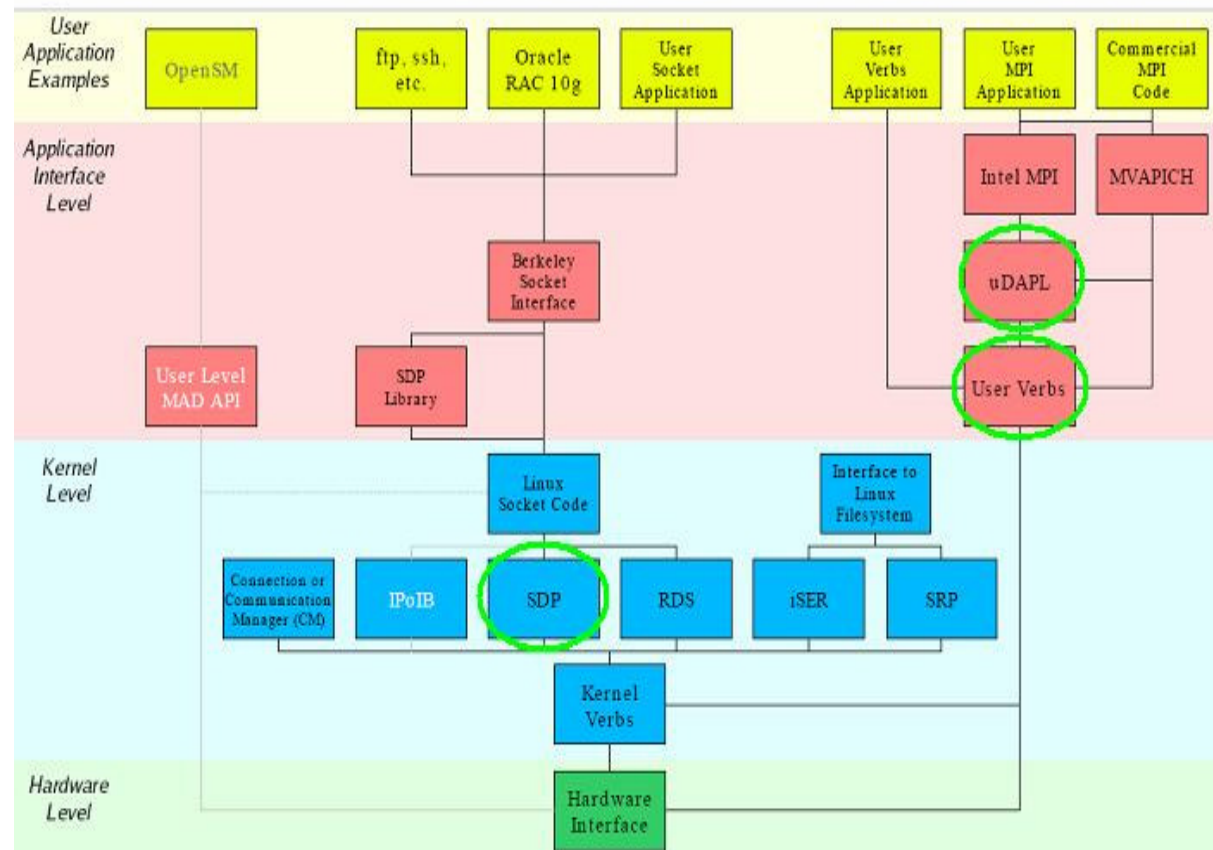 User
Application
Examples
OpenSM
ftp, ssh,
etc.
Oracle
RAC 10g
User
Socket
Application
User
Verbs
Application
User
MPI
Application
Commercial
MPI
Code
Application
Interface
Level
Intel MPI
MVAPICH
Berkeley
Socket
Interface
uDAPL
User Level
MAD API
SDP
Library
User Verbs
Kernel
Level
Linux
Socket Code
Interface to
Linux
Filesystem
Connection or
Communication
Manager (CM)
IPoIB
SDP
RDS
iSER
SRP
Kernel
Verbs
Hardware
Level
Hardware
Interface